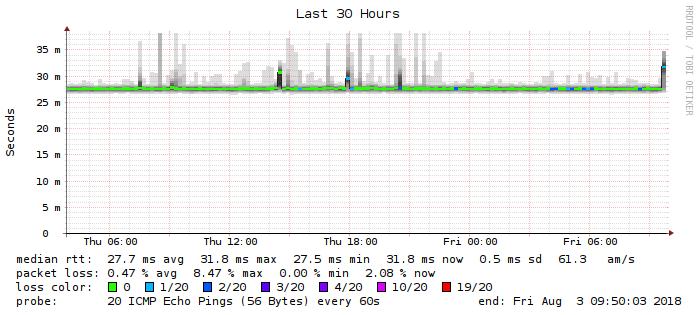 Last 30 Hours
RRDTOOL / TOBI OETIKER
Seconds
35 m
30 m
25 m
20 m
15 m
10 m
5 m
0
Thu 06:00 Thu 12:00 Thu 18:00 Fri 00:00 Fri 06:00
median rtt: 27.7 ms avg 31.8 ms max 27.5 ms min 31.8 ms now 0.5 ms sd 61.3 am/s
packet loss: 0.47 % avg 8.47 % max 0.00 % min 2.08 % now
loss color: 0 1/20 2/20 3/20 4/20 10/20 19/20
probe: 20 ICMP Echo Pings (56 Bytes) every 60s end: Fri Aug 3 09:50:03 2018